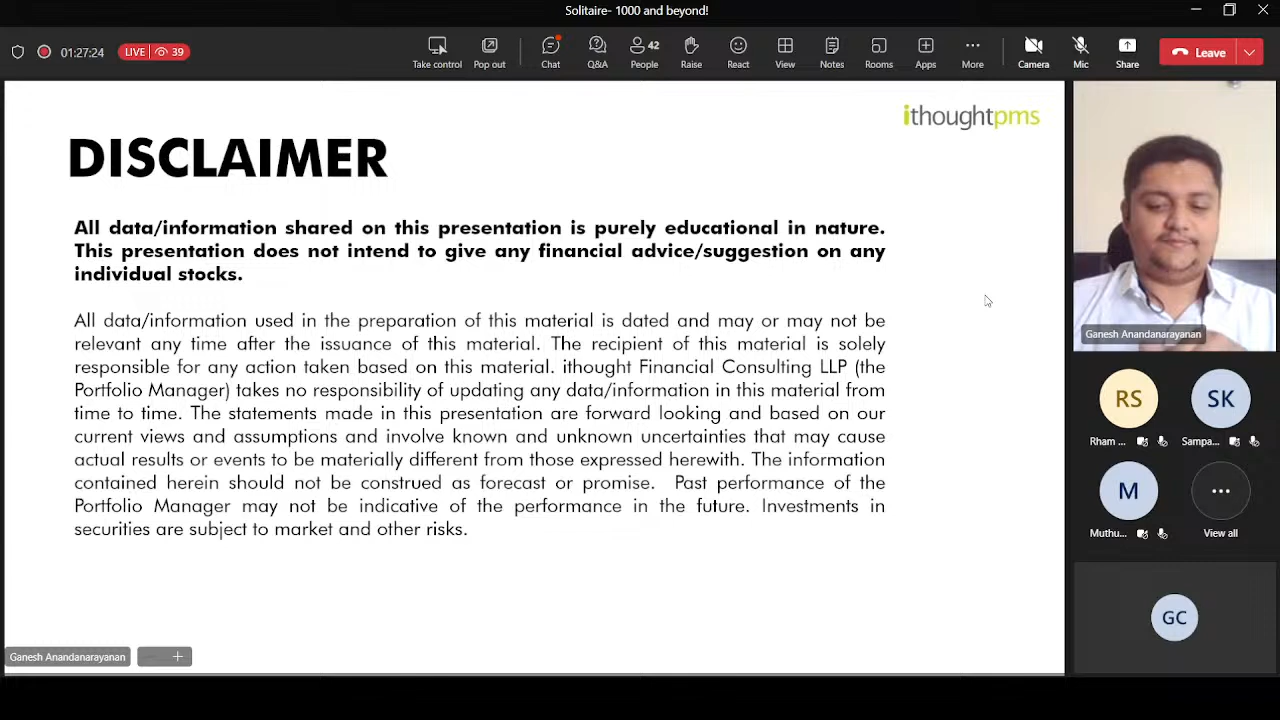 Solitaire- 1000 and beyond!
01:27:24 LIVE 39
Take control Pop out Chat Q&A 42 People Raise React View Notes Rooms Apps More Camera Mic Share Leave
ithoughtpms
DISCLAIMER
All data/information shared on this presentation is purely educational in nature.
This presentation does not intend to give any financial advice/suggestion on any
individual stocks.
All data/information used in the preparation of this material is dated and may or may not be
relevant any time after the issuance of this material. The recipient of this material is solely
responsible for any action taken based on this material. ithought Financial Consulting LLP (the
Portfolio Manager) takes no responsibility of updating any data/information in this material from
time to time. The statements made in this presentation are forward looking and based on our
current views and assumptions and involve known and unknown uncertainties that may cause
actual results or events to be materially different from those expressed herewith. The information
contained herein should not be construed as forecast or promise. Past performance of the
Portfolio Manager may not be indicative of the performance in the future. Investments in
securities are subject to market and other risks.
Ganesh Anandanarayanan
Ganesh Anandanarayanan
RS SK
Rham ... Sampa...
M ...
Muthu... View all
GC